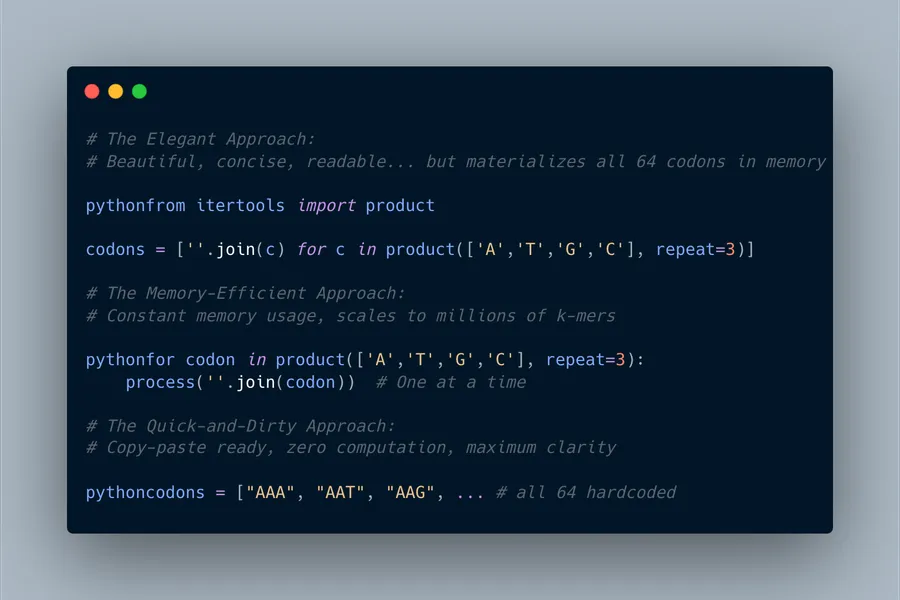 # The Elegant Approach:
# Beautiful, concise, readable... but materializes all 64 codons in memory
pythonfrom itertools import product
codons = [''.join(c) for c in product(['A','T','G','C'], repeat=3)]
# The Memory-Efficient Approach:
# Constant memory usage, scales to millions of k-mers
pythonfor codon in product(['A','T','G','C'], repeat=3):
    process(''.join(codon))  # One at a time
# The Quick-and-Dirty Approach:
# Copy-paste ready, zero computation, maximum clarity
pythoncodons = ["AAA", "AAT", "AAG", ... # all 64 hardcoded